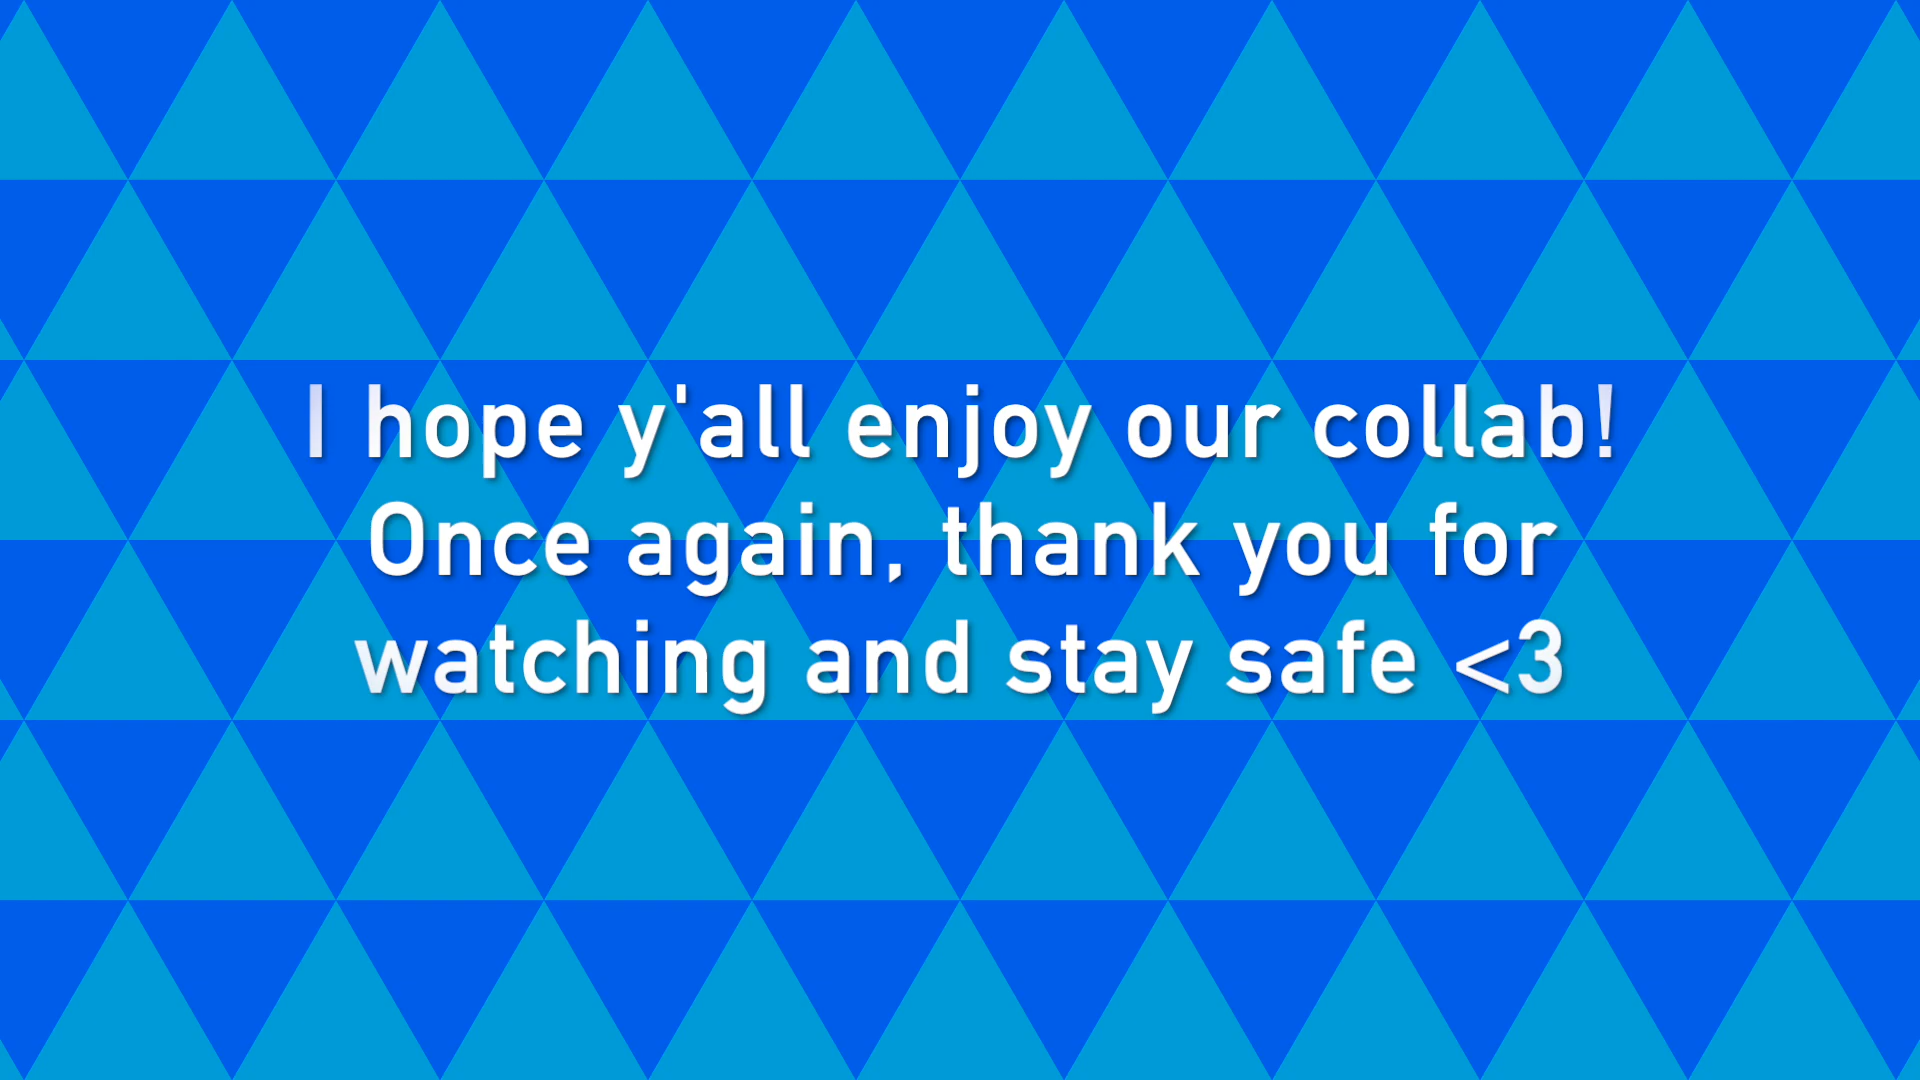 I hope y'all enjoy our collab!
Once again, thank you for
watching and stay safe <3